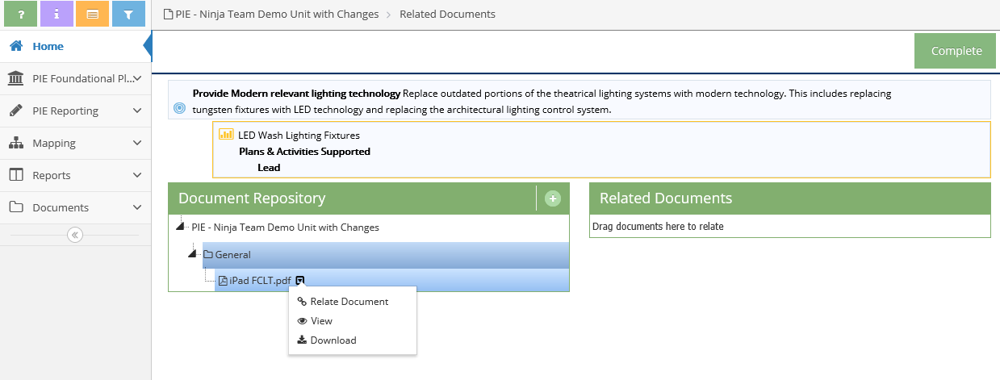 ?
i
PIE - Ninja Team Demo Unit with Changes > Related Documents
Home
PIE Foundational Pl...
PIE Reporting
Mapping
Reports
Documents
Complete
Provide Modern relevant lighting technology Replace outdated portions of the theatrical lighting systems with modern technology. This includes replacing
tungsten fixtures with LED technology and replacing the architectural lighting control system.
LED Wash Lighting Fixtures
Plans & Activities Supported
Lead
Document Repository
PIE - Ninja Team Demo Unit with Changes
General
iPad FCLT.pdf
Relate Document
View
Download
Related Documents
Drag documents here to relate